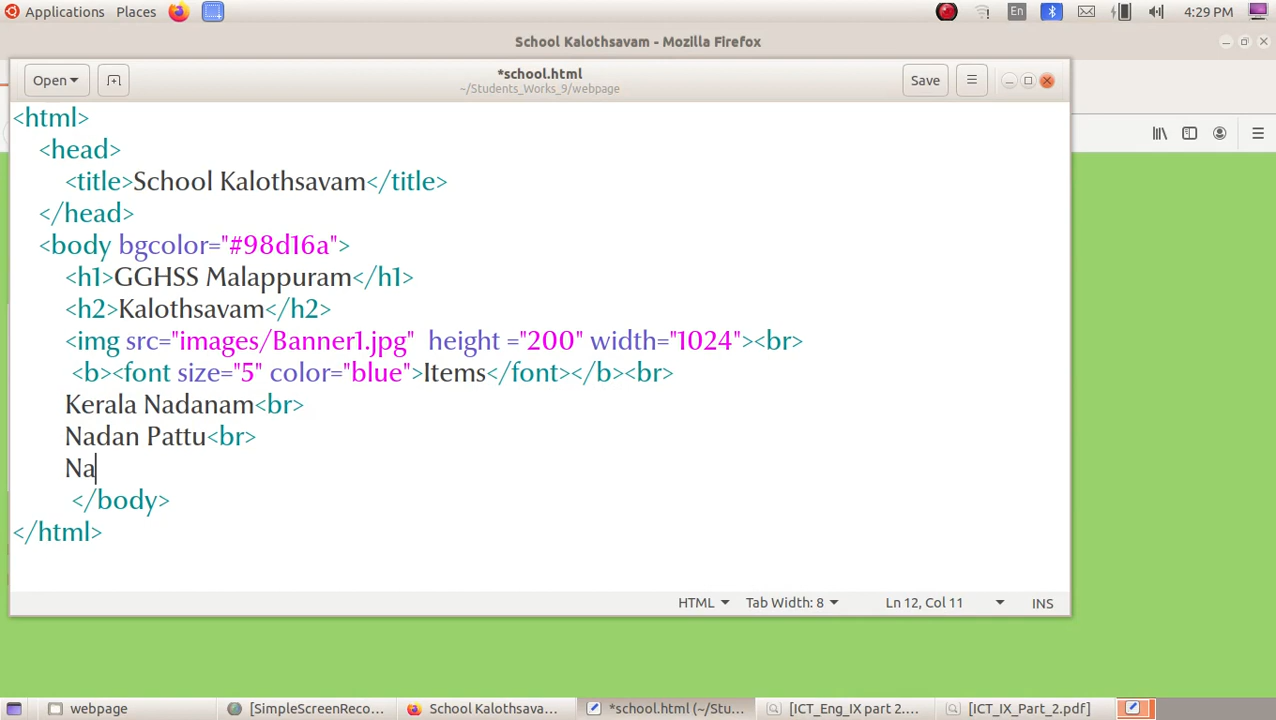 Applications Places En 4:29 PM
School Kalothsavam - Mozilla Firefox
Open *school.html Save
~/Students_Works_9/webpage
<html>
<head>
<title>School Kalothsavam</title>
</head>
<body bgcolor="#98d16a">
<h1>GGHSS Malappuram</h1>
<h2>Kalothsavam</h2>
<img src="images/Banner1.jpg" height ="200" width="1024"><br>
<b><font size="5" color="blue">Items</font></b><br>
Kerala Nadanam<br>
Nadan Pattu<br>
Na
</body>
</html>
HTML Tab Width: 8 Ln 12, Col 11 INS
webpage [SimpleScreenReco... School Kalothsava... *school.html (~/Stu... [ICT_Eng_IX part 2.... [ICT_IX_Part_2.pdf]